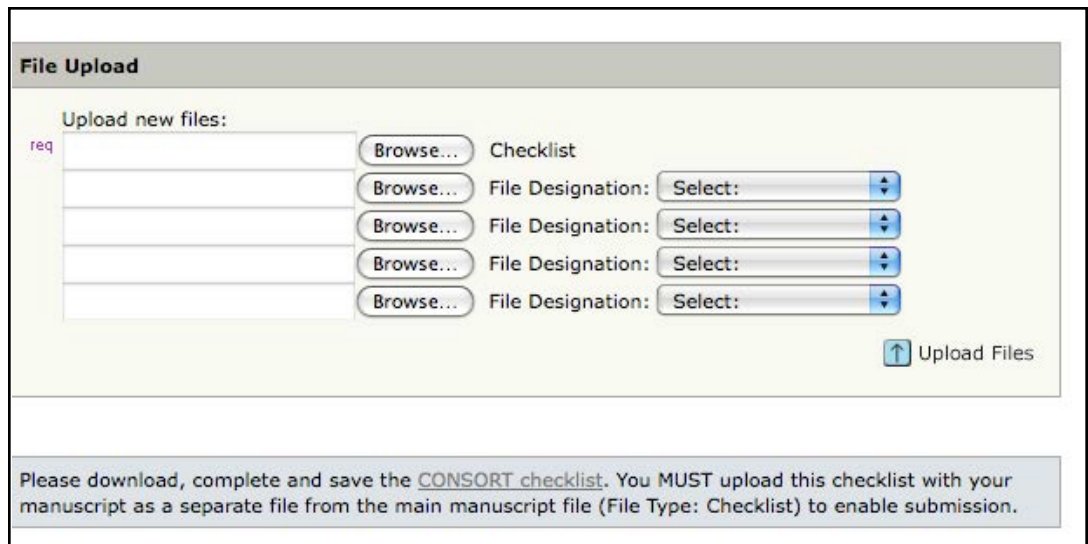 File Upload
Upload new files:
req Browse... Checklist
Browse... File Designation: Select:
Browse... File Designation: Select:
Browse... File Designation: Select:
Browse... File Designation: Select:
Upload Files
Please download, complete and save the CONSORT checklist. You MUST upload this checklist with your
manuscript as a separate file from the main manuscript file (File Type: Checklist) to enable submission.